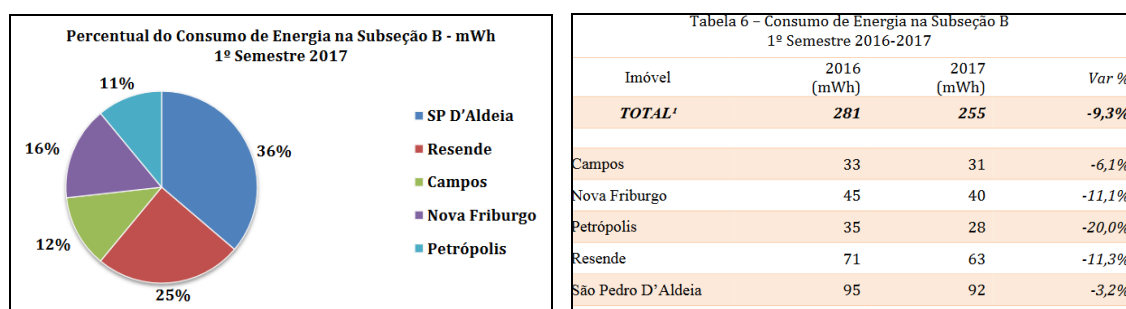 Percentual do Consumo de Energia na Subseção B - mWh
1º Semestre 2017
11%
16%
36%
12%
25%
SP D’Aldeia
Resende
Campos
Nova Friburgo
Petrópolis
Tabela 6 – Consumo de Energia na Subseção B
1º Semestre 2016-2017
Imóvel 2016 (mWh) 2017 (mWh) Var %
TOTAL¹ 281 255 -9,3%
Campos 33 31 -6,1%
Nova Friburgo 45 40 -11,1%
Petrópolis 35 28 -20,0%
Resende 71 63 -11,3%
São Pedro D’Aldeia 95 92 -3,2%